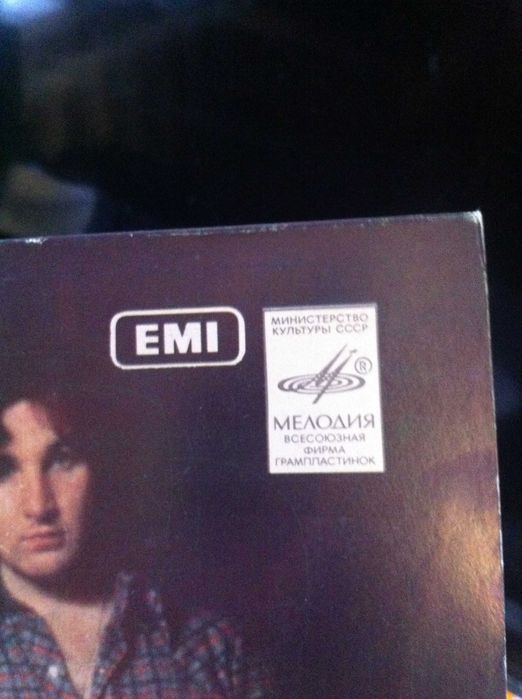 EMI
МИНИСТЕРСТВО
КУЛЬТУРЫ СССР
®
МЕЛОДИЯ
ВСЕСОЮЗНАЯ
ФИРМА
ГРАМПЛАСТИНОК